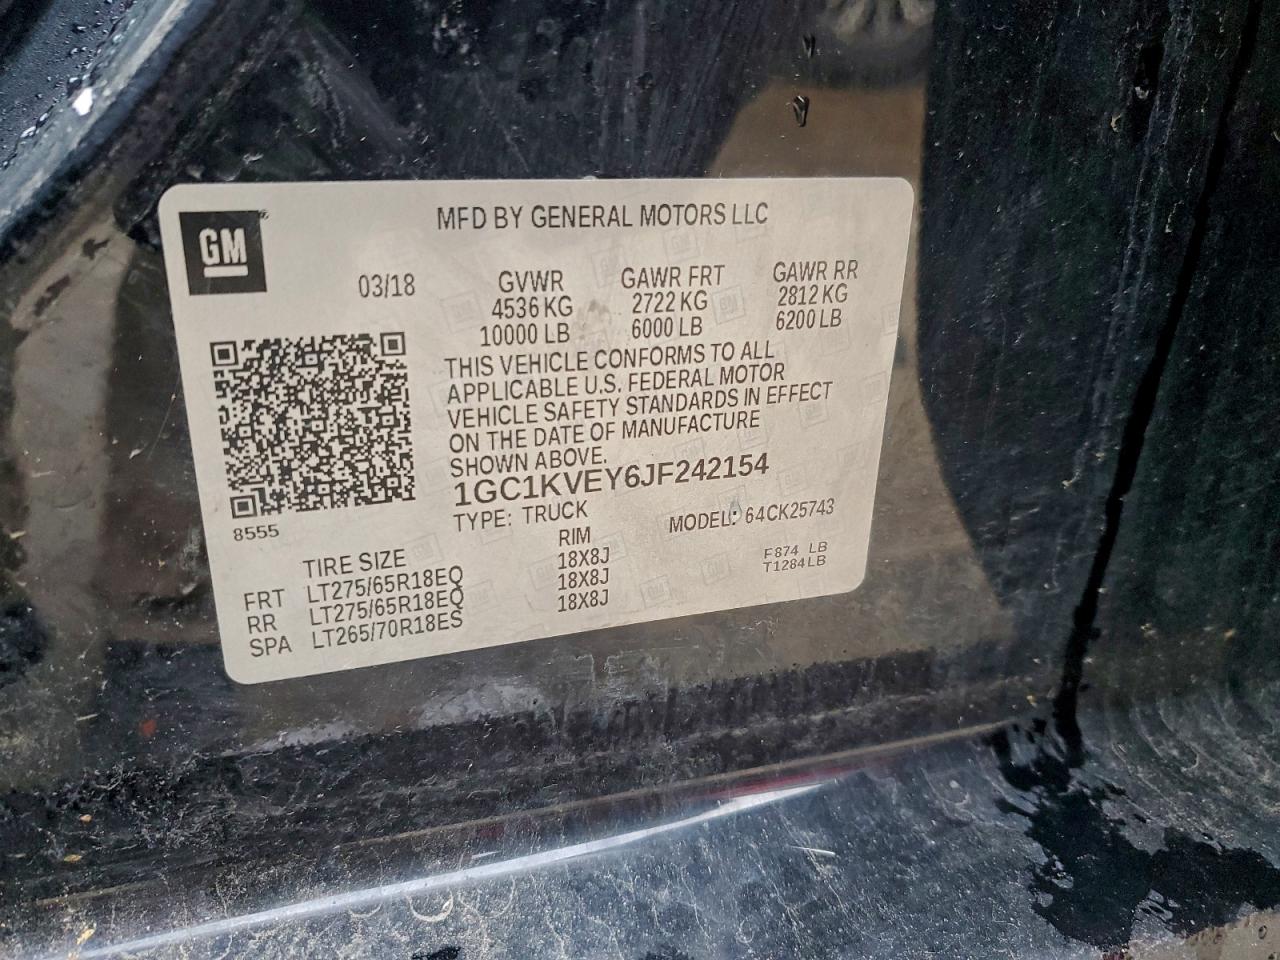 GM
MFD BY GENERAL MOTORS LLC
03/18 GVWR GAWR FRT GAWR RR
4536 KG 2722 KG 2812 KG
10000 LB 6000 LB 6200 LB
THIS VEHICLE CONFORMS TO ALL
APPLICABLE U.S. FEDERAL MOTOR
VEHICLE SAFETY STANDARDS IN EFFECT
ON THE DATE OF MANUFACTURE
SHOWN ABOVE.
1GC1KVEY6JF242154
8555
TYPE: TRUCK MODEL: 64CK25743
TIRE SIZE RIM
FRT LT275/65R18EQ 18X8J
RR LT275/65R18EQ 18X8J
SPA LT265/70R18ES 18X8J
F874 LB
T1284LB